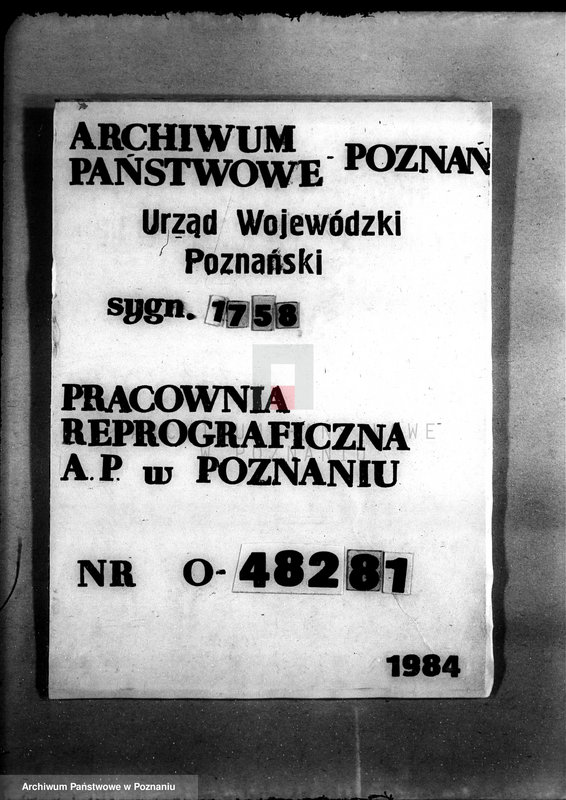 ARCHIWUM
PAŃSTWOWE - POZNAŃ
Urząd Wojewódzki
Poznański
sygn. 1758
PRACOWNIA
REPROGRAFICZNA
A.P. w POZNANIU
NR O-48281
1984
Archiwum Państwowe w Poznaniu